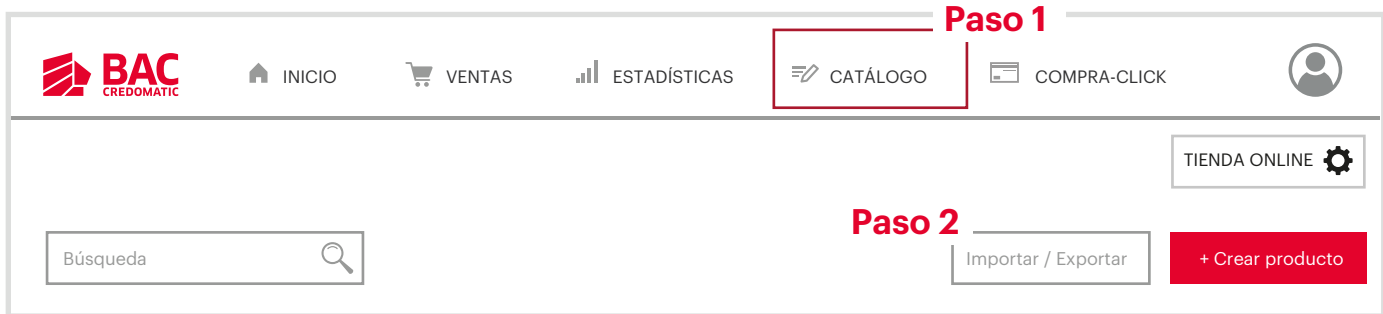 Paso 1
BAC
CREDOMATIC
INICIO
VENTAS
ESTADÍSTICAS
CATÁLOGO
COMPRA-CLICK
TIENDA ONLINE
Paso 2
Búsqueda
Importar / Exportar
+ Crear producto